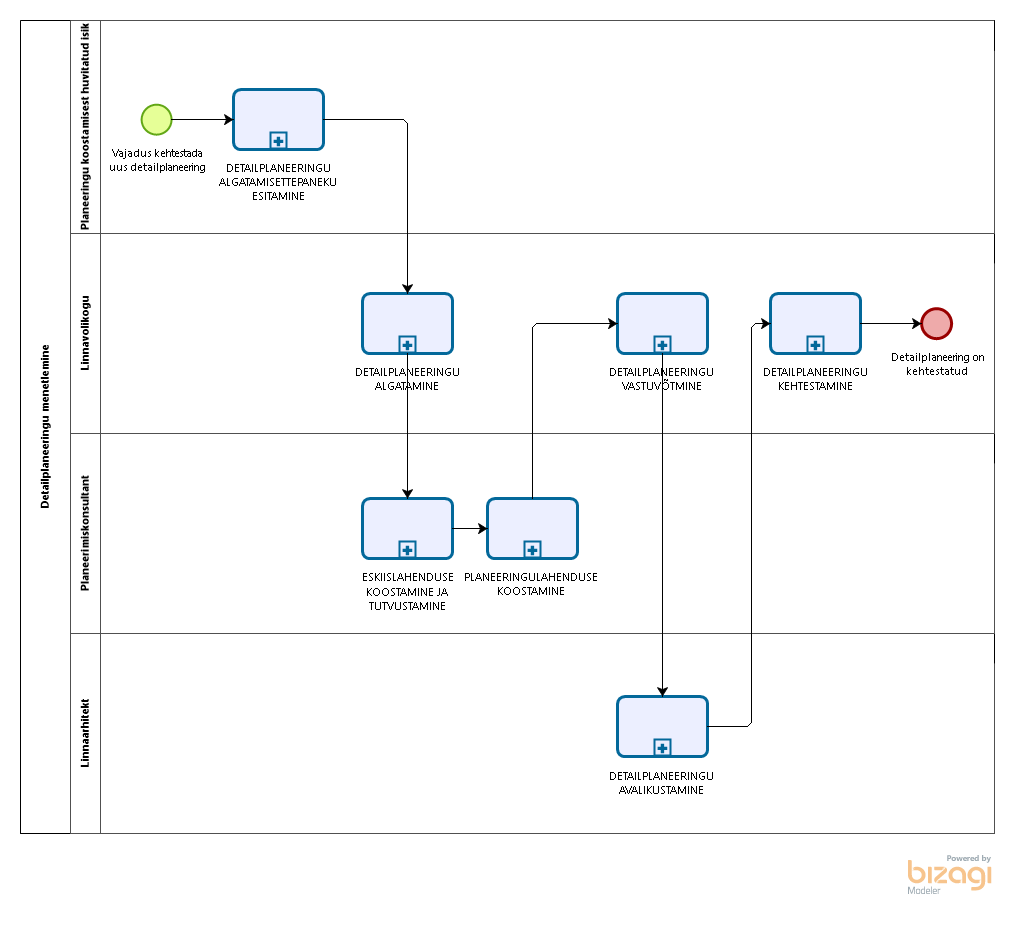 Detailplaneeringu menetlemine
Planeeringu koostamisest huvitatud isik
Vajadus kehtestada
uus detailplaneering
DETAILPLANEERINGU
ALGATAMISETTEPANEKU
ESITAMINE
Linnavolikogu
DETAILPLANEERINGU
ALGATAMINE
DETAILPLANEERINGU
VASTUVÕTMINE
DETAILPLANEERINGU
KEHTESTAMINE
Detailplaneering on
kehtestatud
Planeerimiskonsultant
ESKIISLAHENDUSE
KOOSTAMINE JA
TUTVUSTAMINE
PLANEERINGULAHENDUSE
KOOSTAMINE
Linnaarhitekt
DETAILPLANEERINGU
AVALIKUSTAMINE
Powered by
bizagi
Modeler